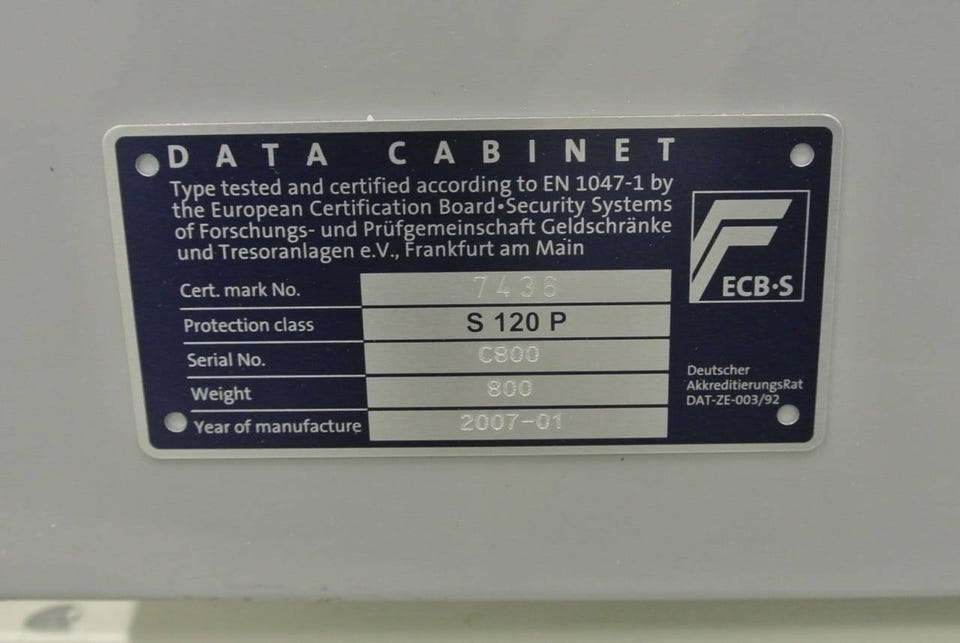 DATA CABINET
Type tested and certified according to EN 1047-1 by
the European Certification Board•Security Systems
of Forschungs- und Prüfgemeinschaft Geldschränke
und Tresoranlagen e.V., Frankfurt am Main
ECB•S
Cert. mark No. 7436
Protection class S 120 P
Serial No. C800
Weight 800
Year of manufacture 2007-01
Deutscher
AkkreditierungsRat
DAT-ZE-003/92